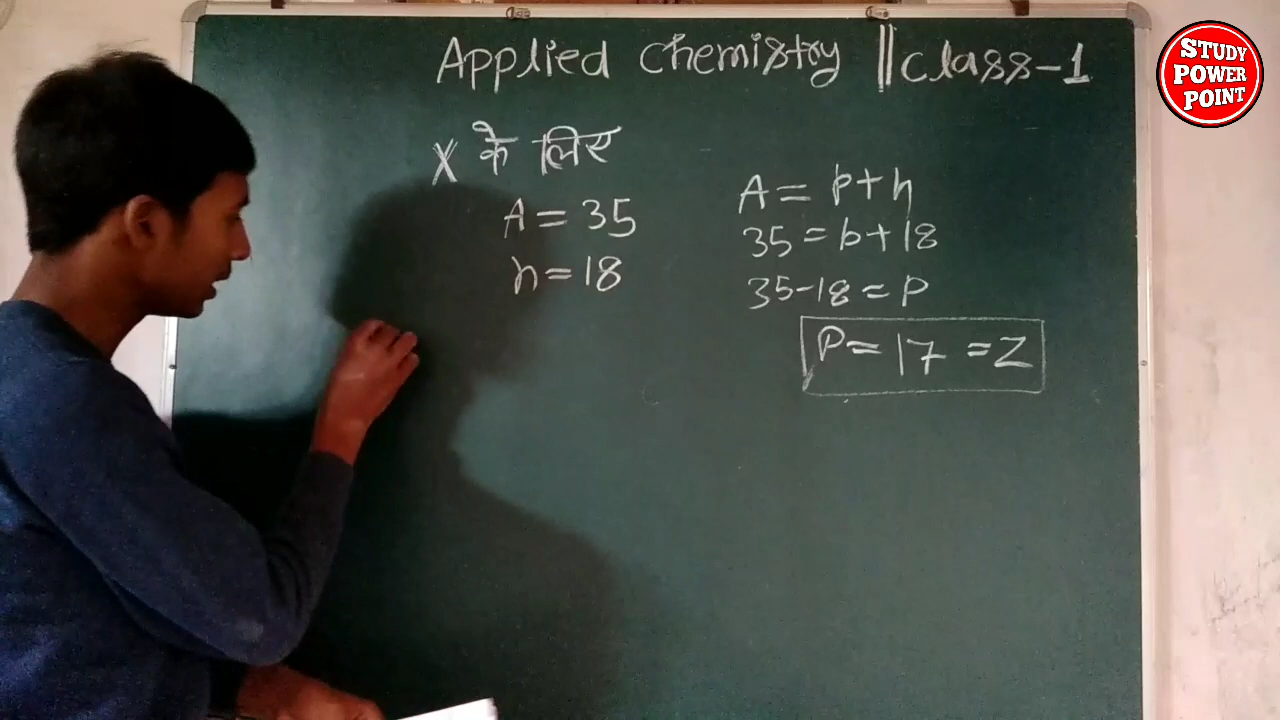 Applied Chemistry || Class-1
STUDY
POWER
POINT
X के लिए
A = 35
n = 18
A = p + n
35 = p + 18
35 - 18 = P
P = 17 = Z